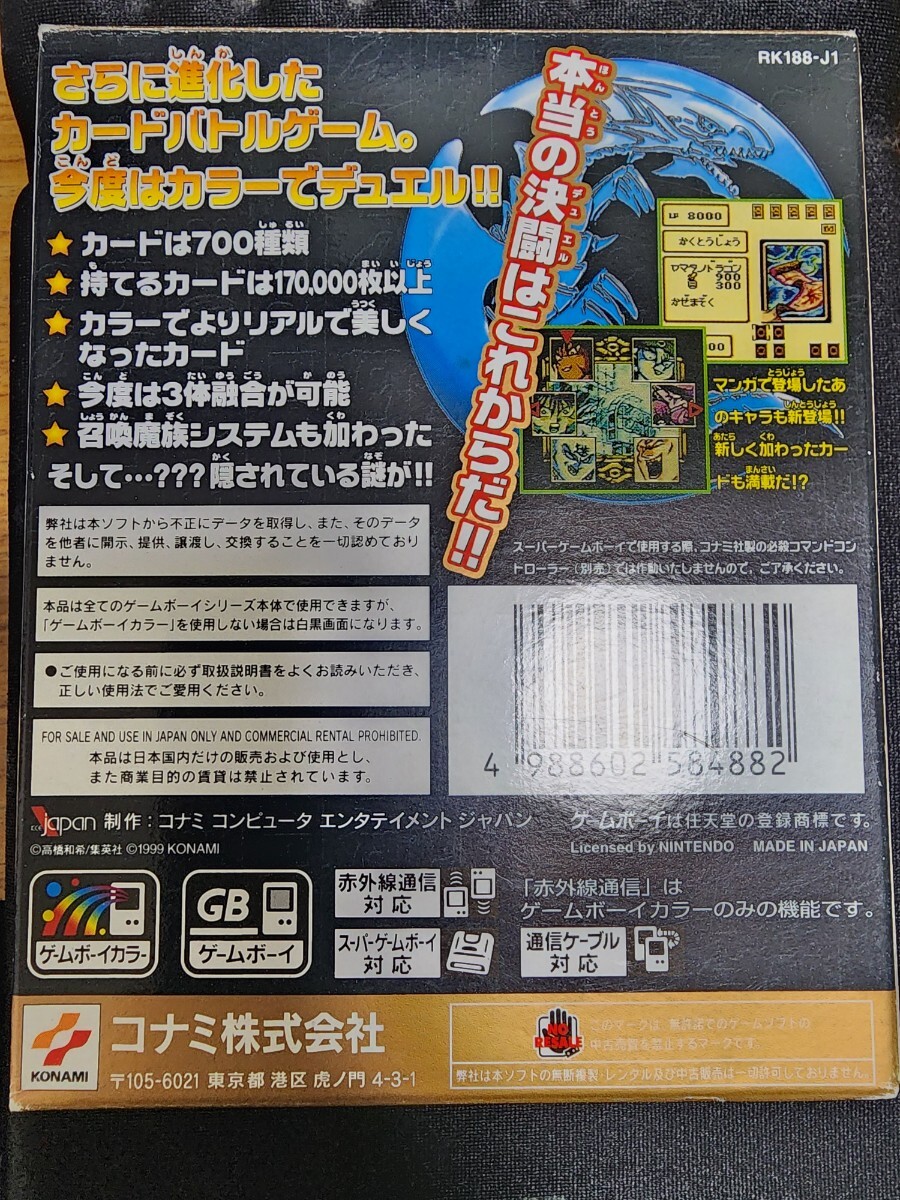 RK188-J1
さらに進化した
カードバトルゲーム。
今度はカラーでデュエル!!
★ カードは700種類
★ 持てるカードは170,000枚以上
★ カラーでよりリアルで美しく
なったカード
★ 今度は3体融合が可能
★ 召喚魔族システムも加わった
そして…???隠されている謎が!!
本当の決闘はこれからだ!!
LP 8000
かくとうじょう
ヤマタノドラゴン
900
300
かぜまぞく
マンガで登場したあ
のキャラも新登場!!
新しく加わったカー
ドも満載だ!?
弊社は本ソフトから不正にデータを取得し、また、そのデータ
を他者に開示、提供、譲渡し、交換することを一切認めており
ません。
本品は全てのゲームボーイシリーズ本体で使用できますが、
「ゲームボーイカラー」を使用しない場合は白黒画面になります。
●ご使用になる前に必ず取扱説明書をよくお読みいただき、
正しい使用法でご愛用ください。
FOR SALE AND USE IN JAPAN ONLY AND COMMERCIAL RENTAL PROHIBITED.
本品は日本国内だけの販売および使用とし、
また商業目的の賃貸は禁止されています。
スーパーゲームボーイで使用する際、コナミ社製の必殺コマンドコン
トローラー(別売)では作動いたしませんので、ご了承ください。
4 988602 584882
japan 制作：コナミ コンピュータ エンタテイメント ジャパン
©高橋和希/集英社 ©1999 KONAMI
ゲームボーイは任天堂の登録商標です。
Licensed by NINTENDO MADE IN JAPAN
ゲームボーイカラー
GB
ゲームボーイ
赤外線通信
対応
「赤外線通信」は
ゲームボーイカラーのみの機能です。
スーパーゲームボーイ
対応
通信ケーブル
対応
KONAMI
コナミ株式会社
〒105-6021 東京都 港区 虎ノ門 4-3-1
NO
RESALE
このマークは、無許諾でのゲームソフトの
中古売買を禁止するマークです。
弊社は本ソフトの無断複製・レンタル及び中古販売は一切許可しておりません。